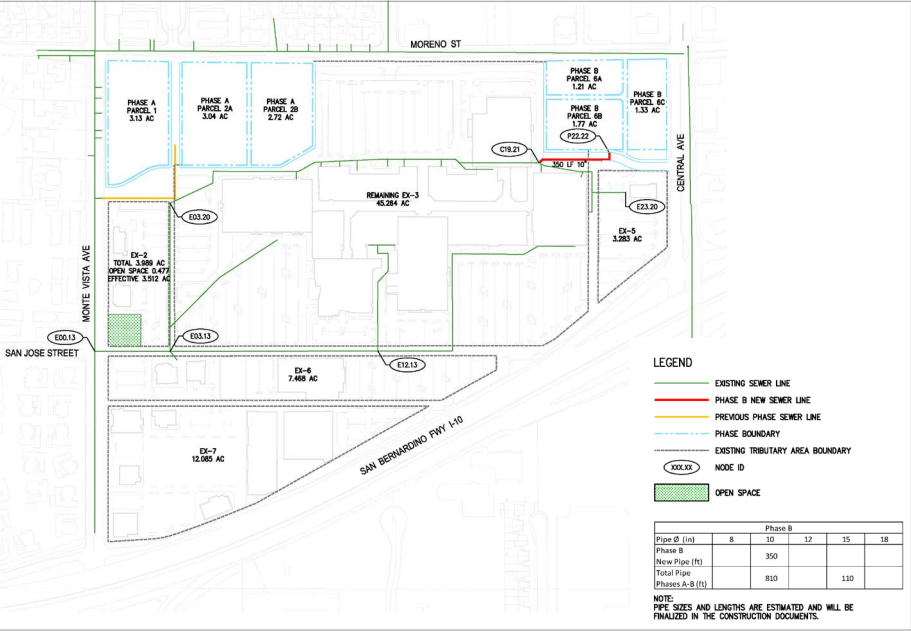 MORENO ST
PHASE A
PARCEL 1
3.13 AC
PHASE A
PARCEL 2A
3.04 AC
PHASE A
PARCEL 2B
2.72 AC
PHASE B
PARCEL 6A
1.21 AC
PHASE B
PARCEL 6B
1.77 AC
PHASE B
PARCEL 6C
1.33 AC
P22.22
C19.21
350 LF 10"
CENTRAL AVE
REMAINING EX-3
45.264 AC
E03.20
E23.20
EX-5
3.283 AC
EX-2
TOTAL 3.989 AC
OPEN SPACE 0.477
EFFECTIVE 3.512 AC
MONTE VISTA AVE
E00.13
SAN JOSE STREET
E03.13
E12.13
EX-6
7.468 AC
EX-7
12.085 AC
SAN BERNARDINO FWY I-10
LEGEND
EXISTING SEWER LINE
PHASE B NEW SEWER LINE
PREVIOUS PHASE SEWER LINE
PHASE BOUNDARY
EXISTING TRIBUTARY AREA BOUNDARY
XXX.XX NODE ID
OPEN SPACE
Phase B
Pipe Ø (in) 8 10 12 15 18
Phase B
New Pipe (ft) 350
Total Pipe
Phases A-B (ft) 810 110
NOTE:
PIPE SIZES AND LENGTHS ARE ESTIMATED AND WILL BE
FINALIZED IN THE CONSTRUCTION DOCUMENTS.